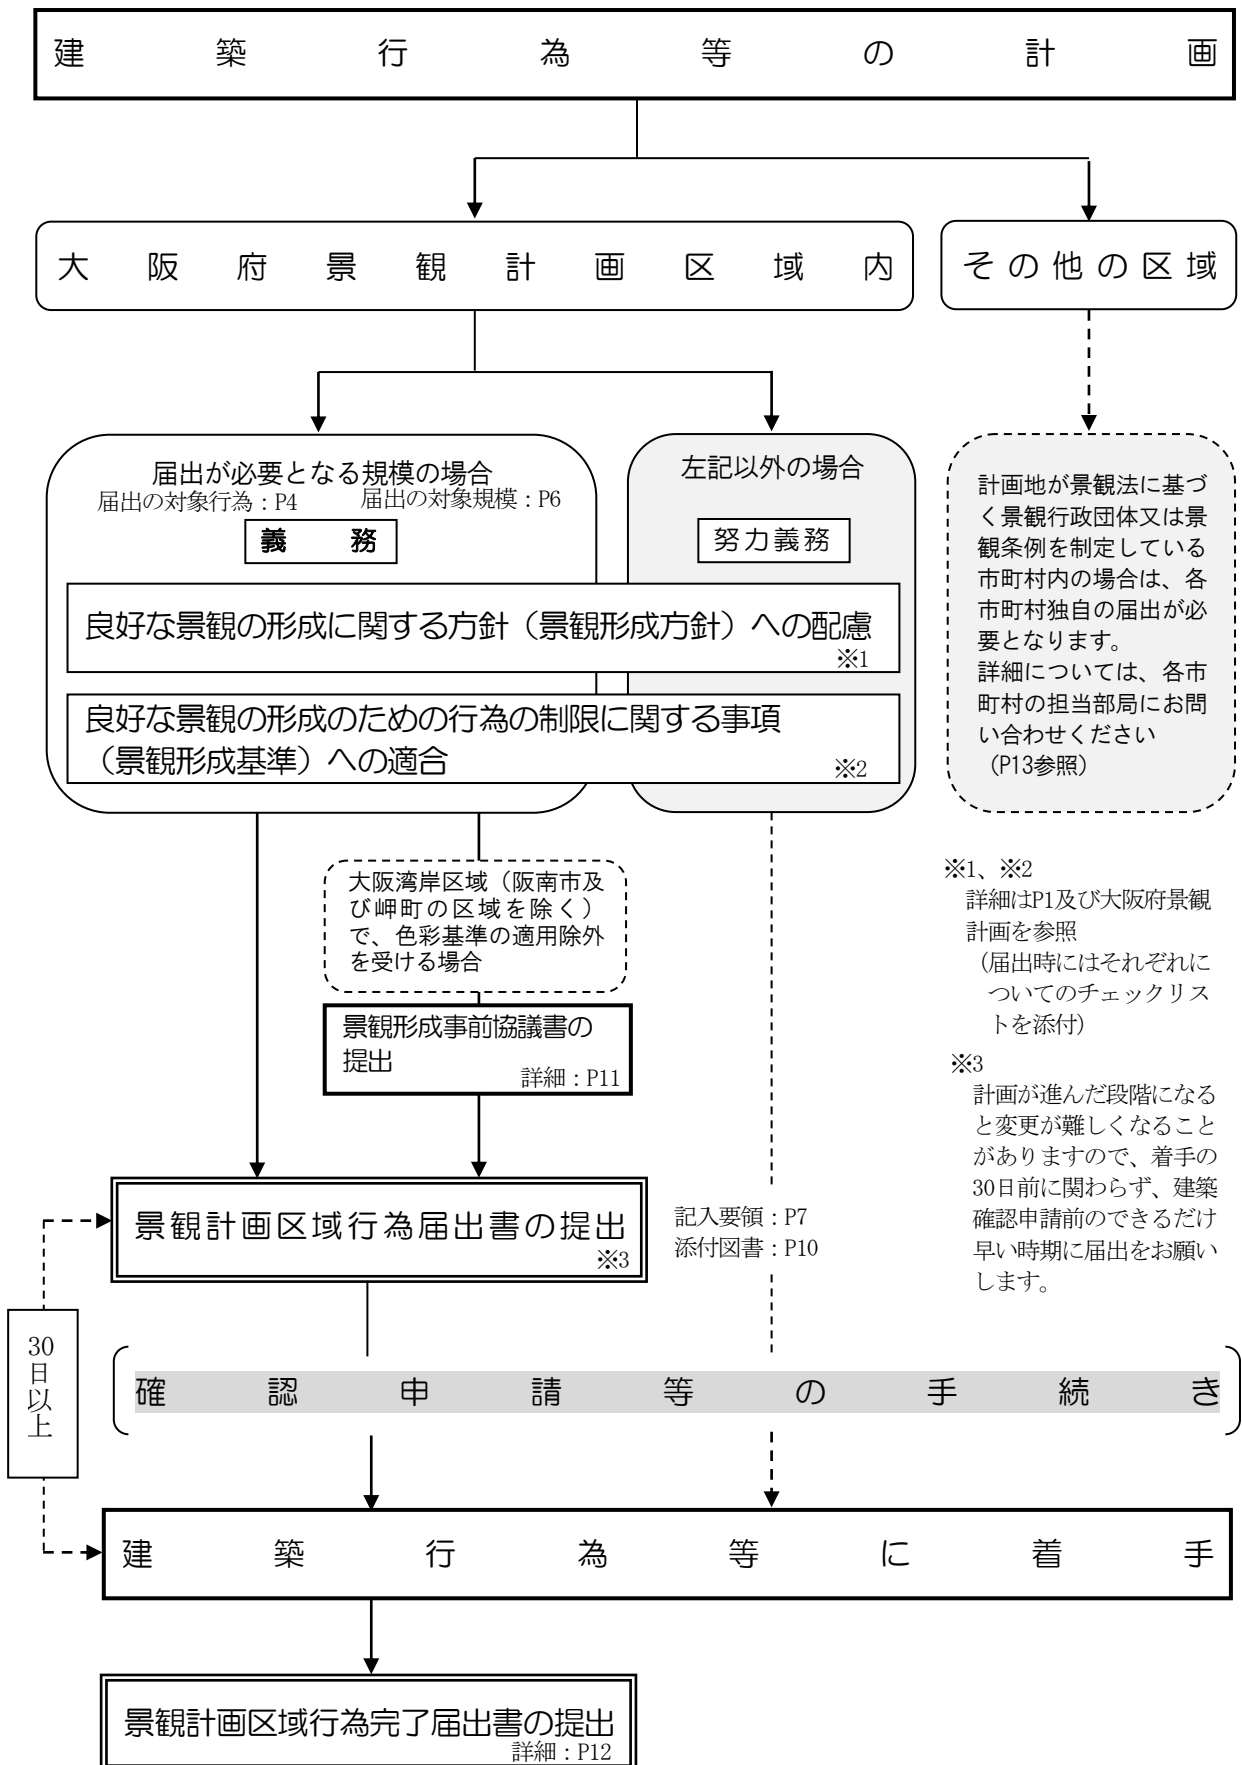 建築行為等の計画
大阪府景観計画区域内
その他の区域
届出が必要となる規模の場合
届出の対象行為：P4　届出の対象規模：P6
義務
左記以外の場合
努力義務
良好な景観の形成に関する方針（景観形成方針）への配慮
※1
良好な景観の形成のための行為の制限に関する事項
（景観形成基準）への適合
※2
計画地が景観法に基づ
く景観行政団体又は景
観条例を制定している
市町村内の場合は、各
市町村独自の届出が必
要となります。
詳細については、各市
町村の担当部局にお問
い合わせください
（P13参照）
大阪湾岸区域（阪南市及
び岬町の区域を除く）
で、色彩基準の適用除外
を受ける場合
景観形成事前協議書の
提出
詳細：P11
※1、※2
詳細はP1及び大阪府景観
計画を参照
（届出時にはそれぞれに
ついてのチェックリス
トを添付）
※3
計画が進んだ段階になる
と変更が難しくなること
がありますので、着手の
30日前に関わらず、建築
確認申請前のできるだけ
早い時期に届出をお願い
します。
景観計画区域行為届出書の提出
※3
記入要領：P7
添付図書：P10
30日以上
確認申請等の手続き
建築行為等に着手
景観計画区域行為完了届出書の提出
詳細：P12